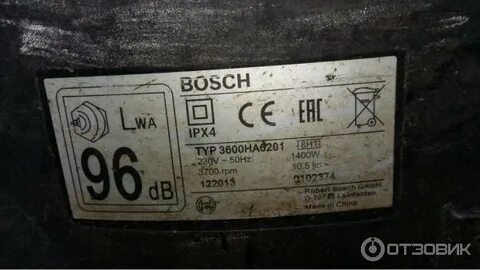 BOSCH
LWA
96 dB
IPX4
CE
EAC
TYP 3600HA6201
230V ~ 50Hz 1400W
3700 rpm 10.5 kg
122013 0102374
Robert Bosch GmbH
D-70745 Leinfelden
Made in China
ОТЗОВИК